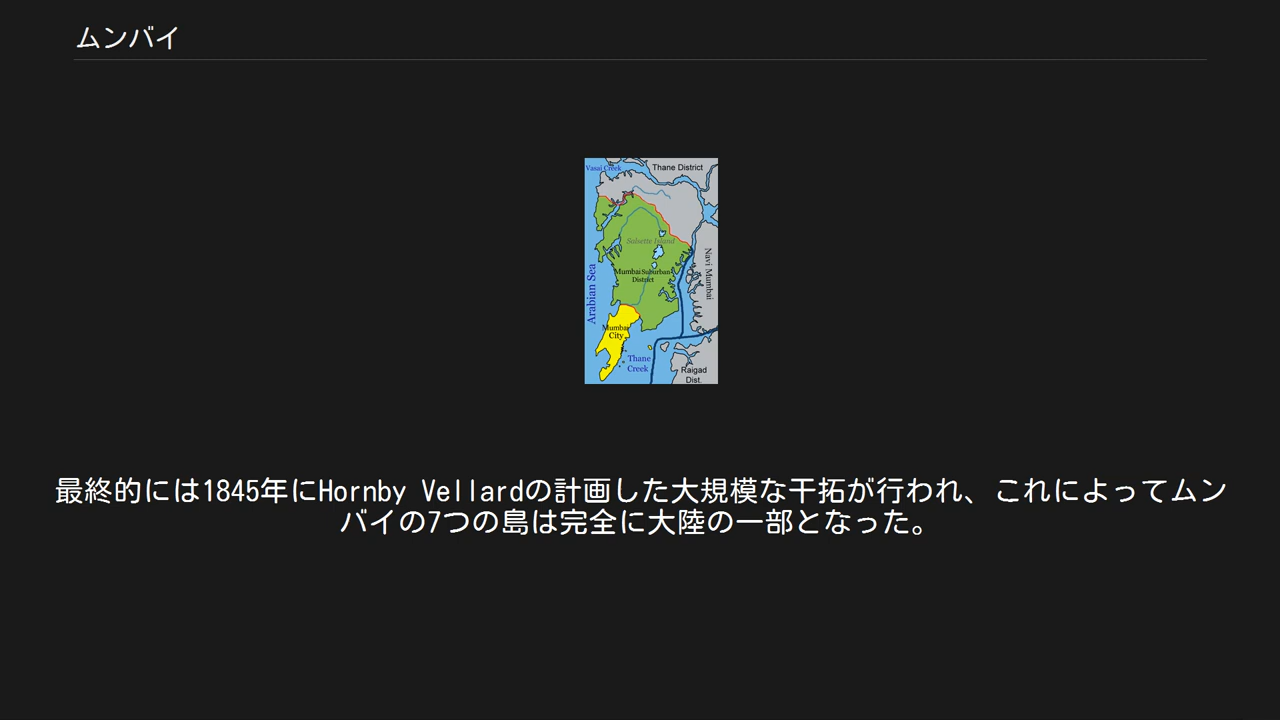 ムンバイ
Vasai Creek
Thane District
Salsette Island
Arabian Sea
Navi Mumbai
Mumbai Suburban
District
Mumbai
City
Thane
Creek
Raigad
Dist.
最終的には1845年にHornby Vellardの計画した大規模な干拓が行われ、これによってムン
バイの7つの島は完全に大陸の一部となった。